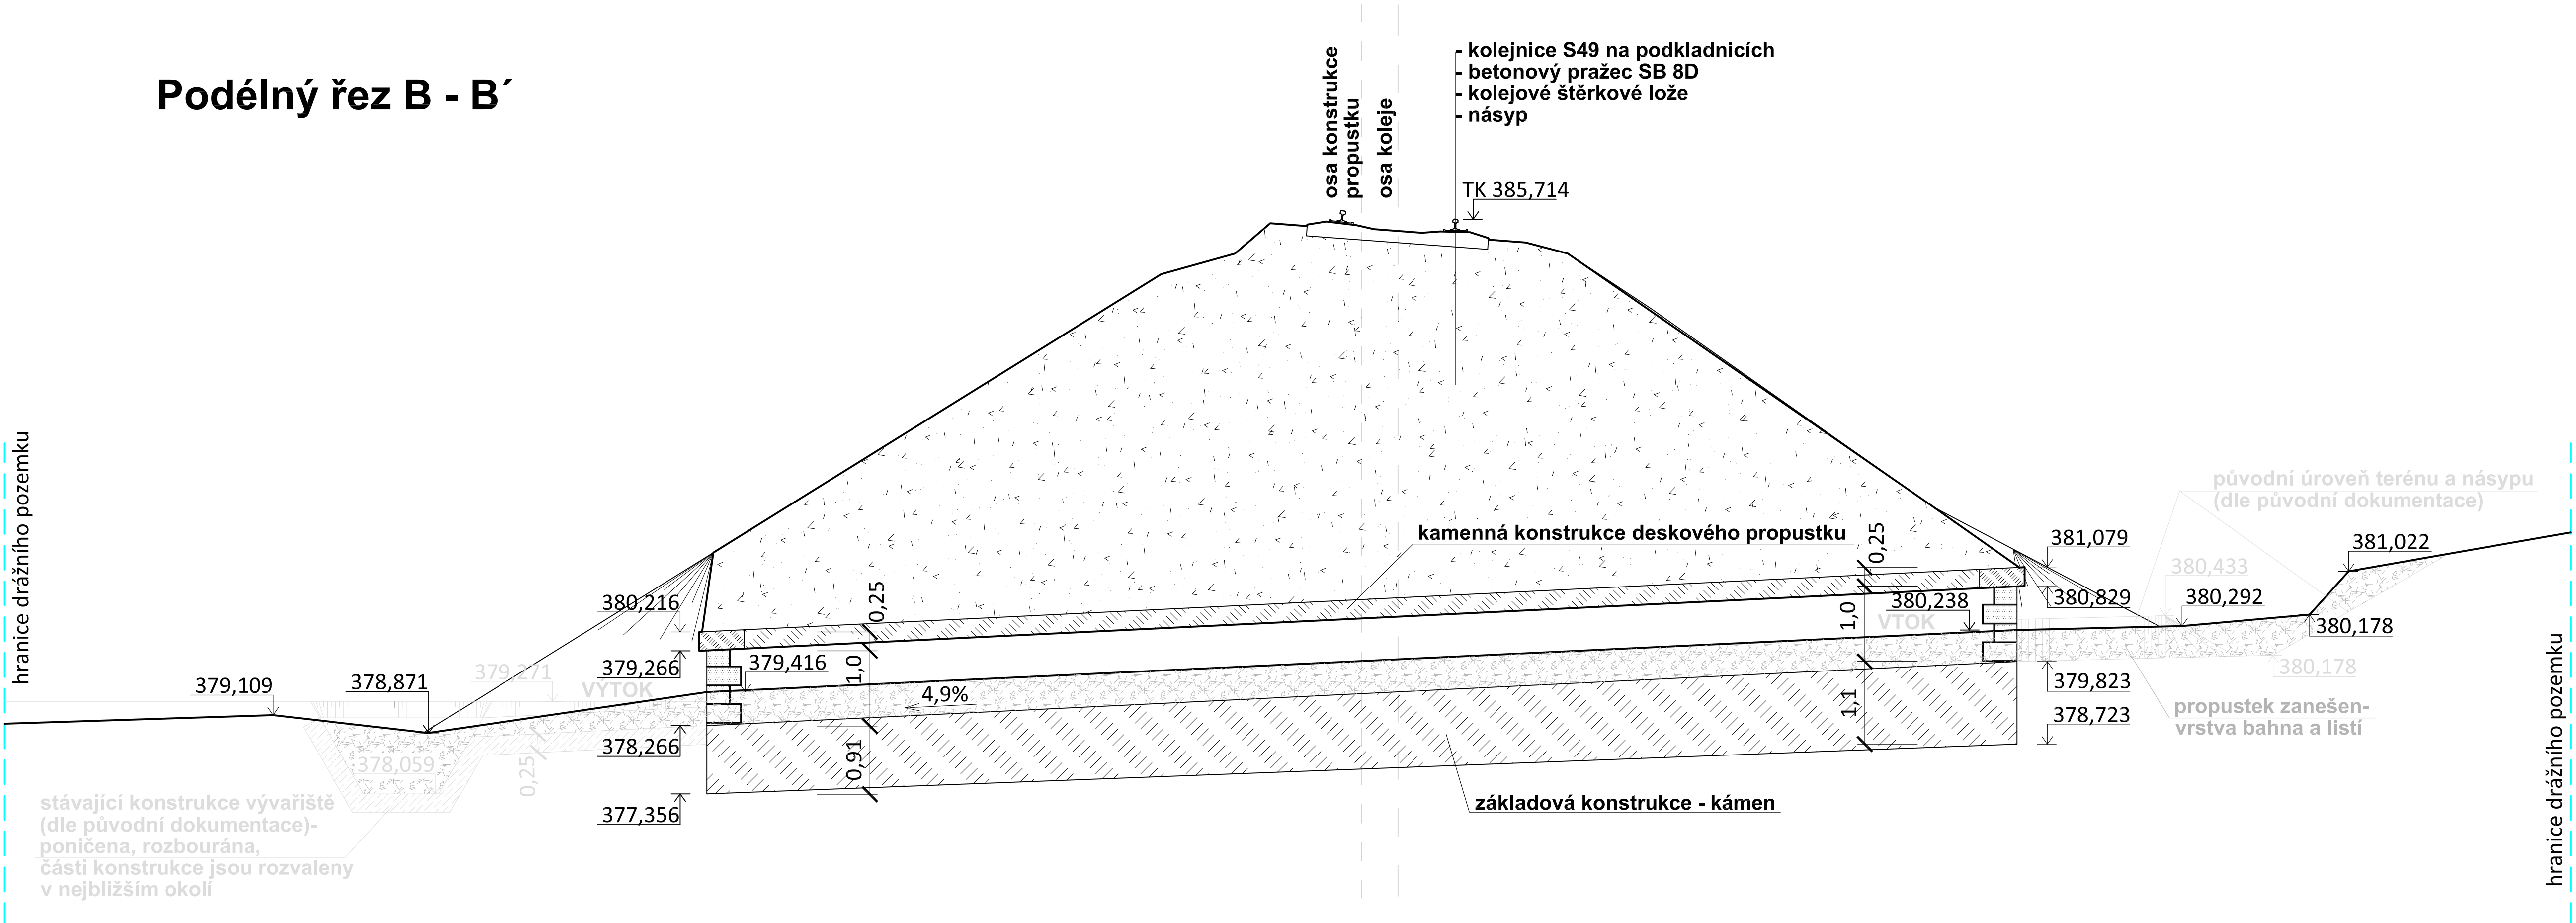 Podélný řez B - B´
osa konstrukce
propustku
osa koleje
- kolejnice S49 na podkladnicích
- betonový pražec SB 8D
- kolejové štěrkové lože
- násyp
TK 385,714
hranice drážního pozemku
původní úroveň terénu a násypu
(dle původní dokumentace)
kamenná konstrukce deskového propustku
0,25
381,079
381,022
380,433
380,216
0,25
380,238
1,0
380,829
380,292
VTOK
380,178
379,271
379,266
379,416
1,0
380,178
379,109
378,871
VÝTOK
4,9%
1,1
379,823
378,723
propustek zanešen-
vrstva bahna a listí
378,266
378,059
0,25
0,91
377,356
základová konstrukce - kámen
stávající konstrukce vývařiště
(dle původní dokumentace)-
poničena, rozbourána,
části konstrukce jsou rozvaleny
v nejbližším okolí
hranice drážního pozemku